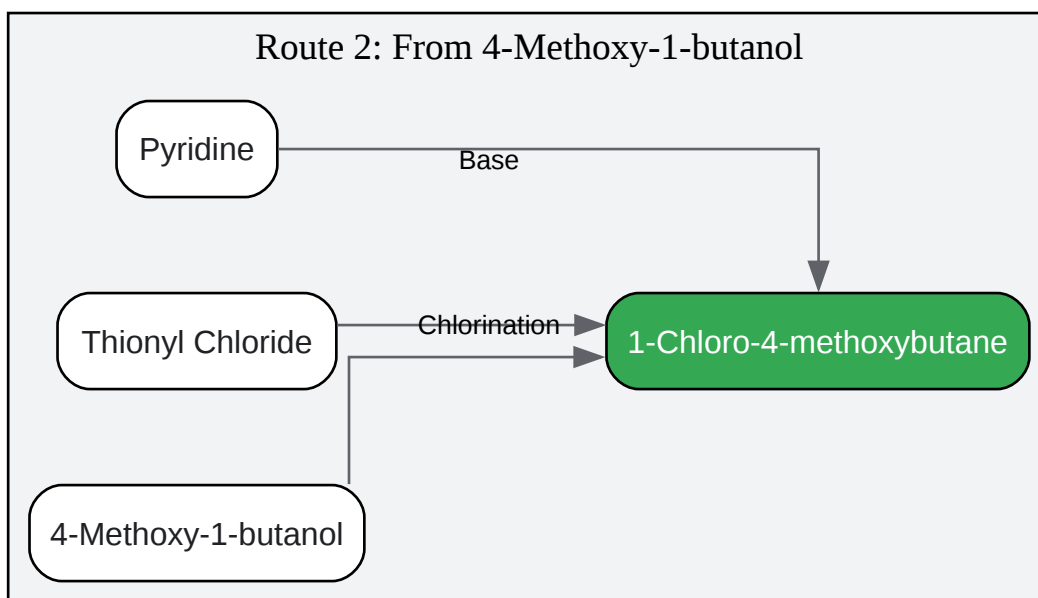 Route 2: From 4-Methoxy-1-butanol
Pyridine
Base
Thionyl Chloride
Chlorination
1-Chloro-4-methoxybutane
4-Methoxy-1-butanol